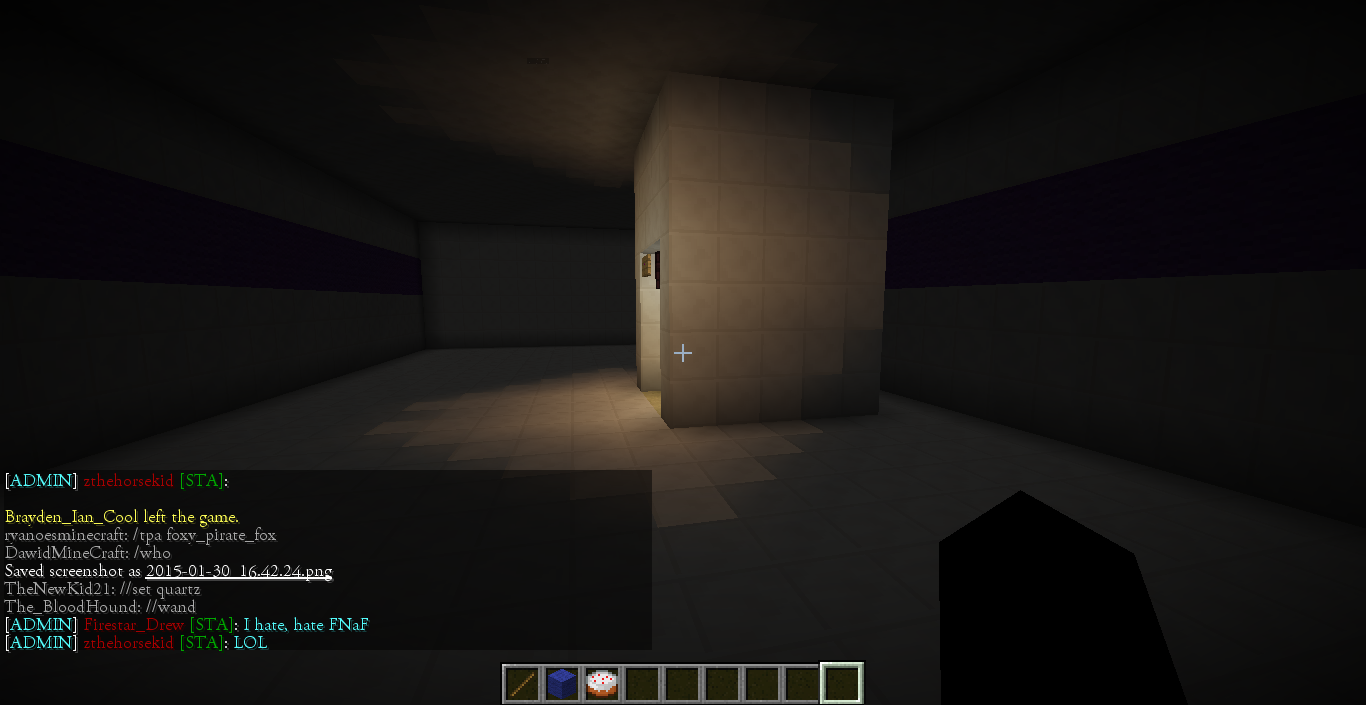 [ADMIN] zthehorsekid [STA]:
Brayden_Ian_Cool left the game.
rvanoesminecraft: /tpa foxy_pirate_fox
DawidMineCraft: /who
Saved screenshot as 2015-01-30_16.42.24.png
TheNewKid21: //set quartz
The_BloodHound: //wand
[ADMIN] Firestar_Drew [STA]: I hate, hate FNaF
[ADMIN] zthehorsekid [STA]: LOL